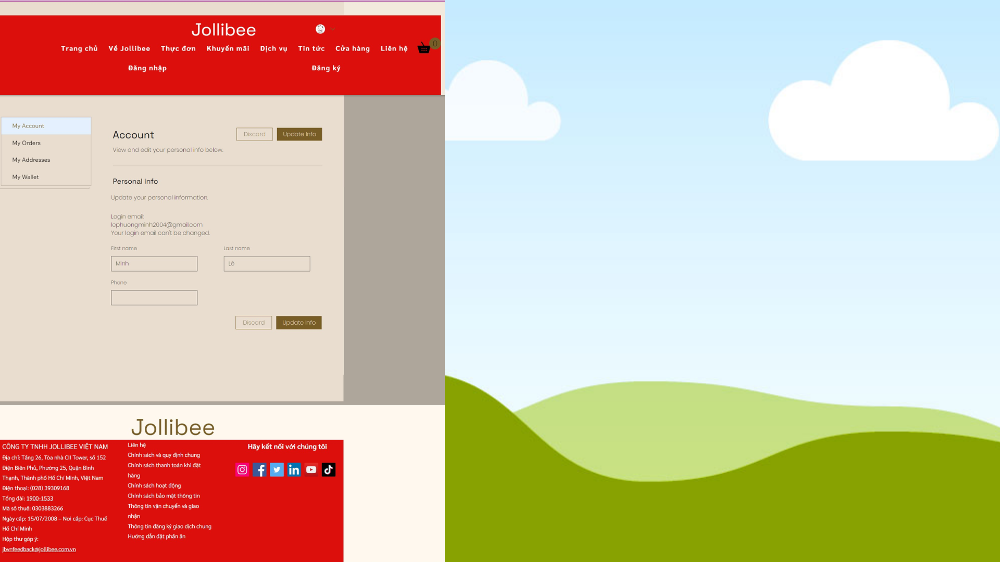 Jollibee
Trang chủ Về Jollibee Thực đơn Khuyến mãi Dịch vụ Tin tức Cửa hàng Liên hệ 0
Đăng nhập Đăng ký
My Account
My Orders
My Addresses
My Wallet
Account Discard Update Info
View and edit your personal info below.
Personal info
Update your personal information.
Login email:
lephuongminh2004@gmail.com
Your login email can't be changed.
First name Last name
Minh Lê
Phone
Discard Update Info
Jollibee
CÔNG TY TNHH JOLLIBEE VIỆT NAM
Địa chỉ: Tầng 26, Tòa nhà CII Tower, số 152
Điện Biên Phủ, Phường 25, Quận Bình
Thạnh, Thành phố Hồ Chí Minh, Việt Nam
Điện thoại: (028) 39309168
Tổng đài: 1900-1533
Mã số thuế: 0303883266
Ngày cấp: 15/07/2008 – Nơi cấp: Cục Thuế
Hồ Chí Minh
Hộp thư góp ý:
jbvnfeedback@jollibee.com.vn
Liên hệ
Chính sách và quy định chung
Chính sách thanh toán khi đặt
hàng
Chính sách hoạt động
Chính sách bảo mật thông tin
Thông tin vận chuyển và giao
nhận
Thông tin đăng ký giao dịch chung
Hướng dẫn đặt phần ăn
Hãy kết nối với chúng tôi